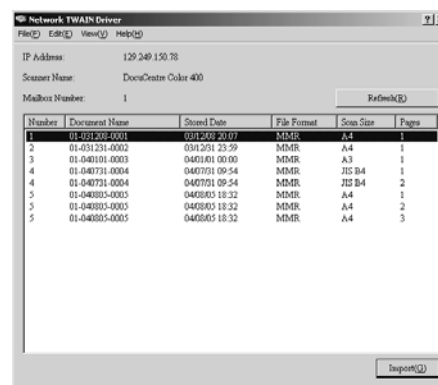 Network TWAIN Driver ?
File(F) Edit(E) View(V) Help(H)
IP Address: 129.249.150.78
Scanner Name: DocuCentre Color 400
Mailbox Number: 1 Refresh(R)
Number Document Name Stored Date File Format Scan Size Pages
1 01-031208-0001 03/12/08 20:07 MMR A4 1
2 01-031231-0002 03/12/31 23:59 MMR A4 1
3 01-040101-0003 04/01/01 00:00 MMR A3 1
4 01-040731-0004 04/07/31 09:54 MMR JIS B4 1
4 01-040731-0004 04/07/31 09:54 MMR JIS B4 2
5 01-040805-0005 04/08/05 18:32 MMR A4 1
5 01-040805-0005 04/08/05 18:32 MMR A4 2
5 01-040805-0005 04/08/05 18:32 MMR A4 3
Import(Q)